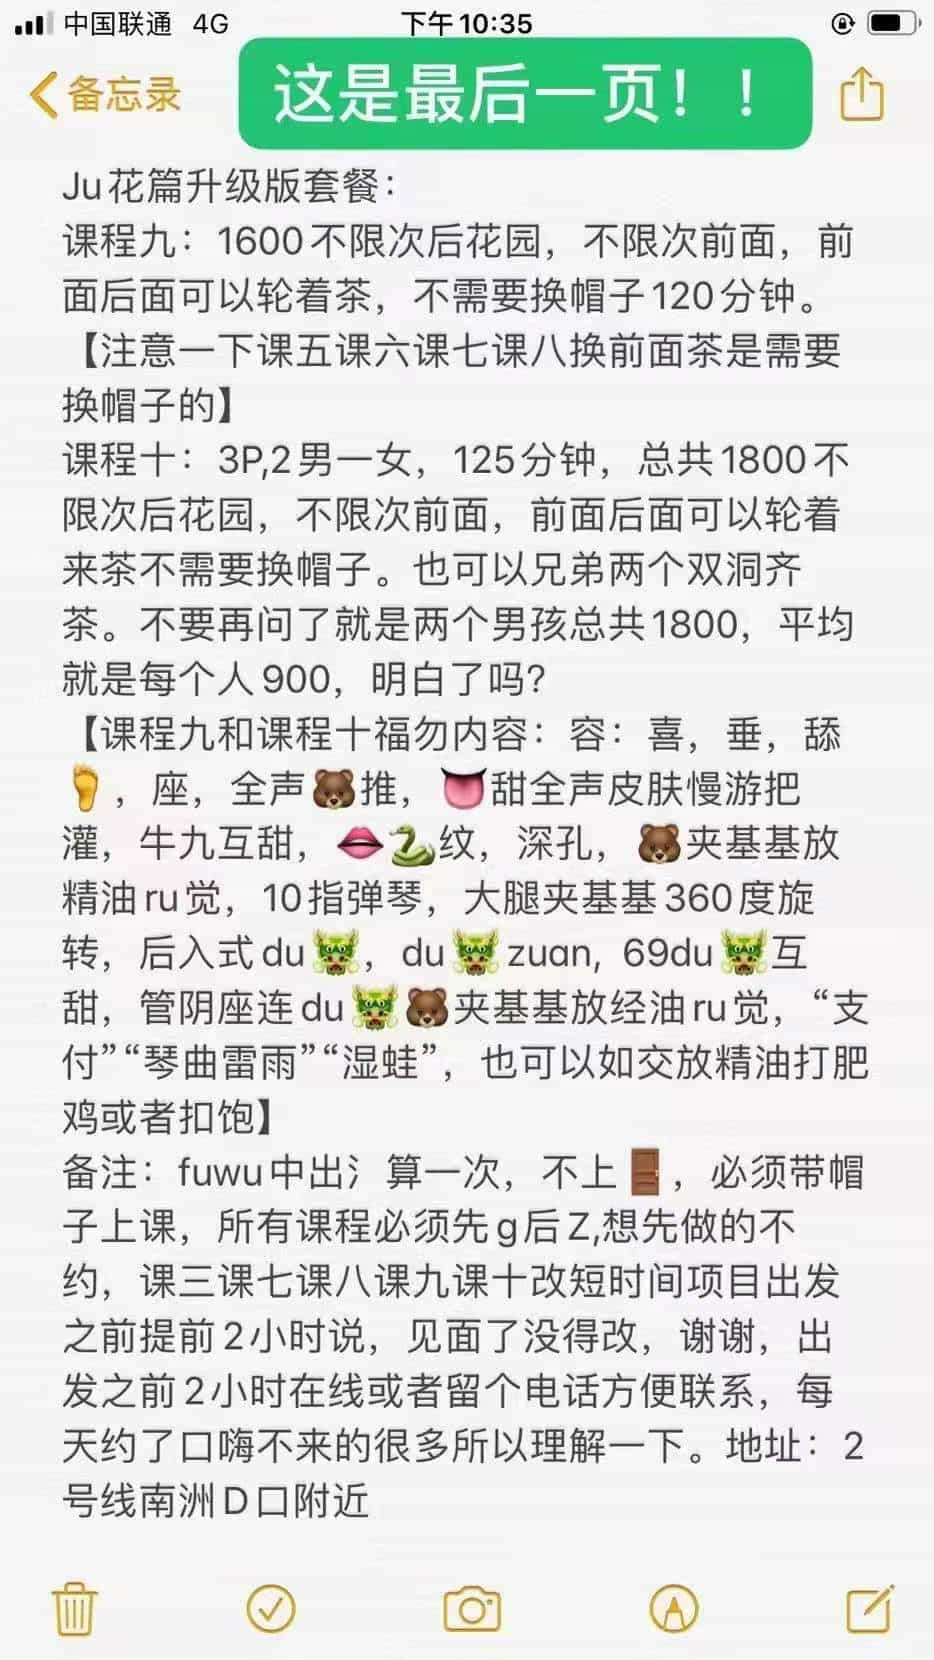 中国联通 4G 下午10:35
备忘录
这是最后一页！！
Ju花篇升级版套餐：
课程九：1600不限次后花园，不限次前面，前
面后面可以轮着茶，不需要换帽子120分钟。
【注意一下课五课六课七课八换前面茶是需要
换帽子的】
课程十：3P,2男一女，125分钟，总共1800不
限次后花园，不限次前面，前面后面可以轮着
来茶不需要换帽子。也可以兄弟两个双洞齐
茶。不要再问了就是两个男孩总共1800，平均
就是每个人900，明白了吗？
【课程九和课程十福勿内容：容：喜，垂，舔
🦶，座，全声🐻推，👅甜全声皮肤慢游把
灌，牛九互甜，👄🐍纹，深孔，🐻夹基基放
精油ru觉，10指弹琴，大腿夹基基360度旋
转，后入式du🐲，du🐲zuan，69du🐲互
甜，管阴座连du🐲🐻夹基基放经油ru觉，“支
付”“琴曲雷雨”“湿蛙”，也可以如交放精油打肥
鸡或者扣饱】
备注：fuwu中出氵算一次，不上🚪，必须带帽
子上课，所有课程必须先g后Z,想先做的不
约，课三课七课八课九课十改短时间项目出发
之前提前2小时说，见面了没得改，谢谢，出
发之前2小时在线或者留个电话方便联系，每
天约了口嗨不来的很多所以理解一下。地址：2
号线南洲D口附近